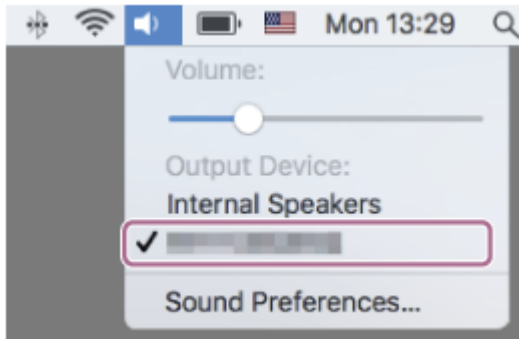 Mon 13:29
Volume:
Output Device:
Internal Speakers
Sound Preferences...